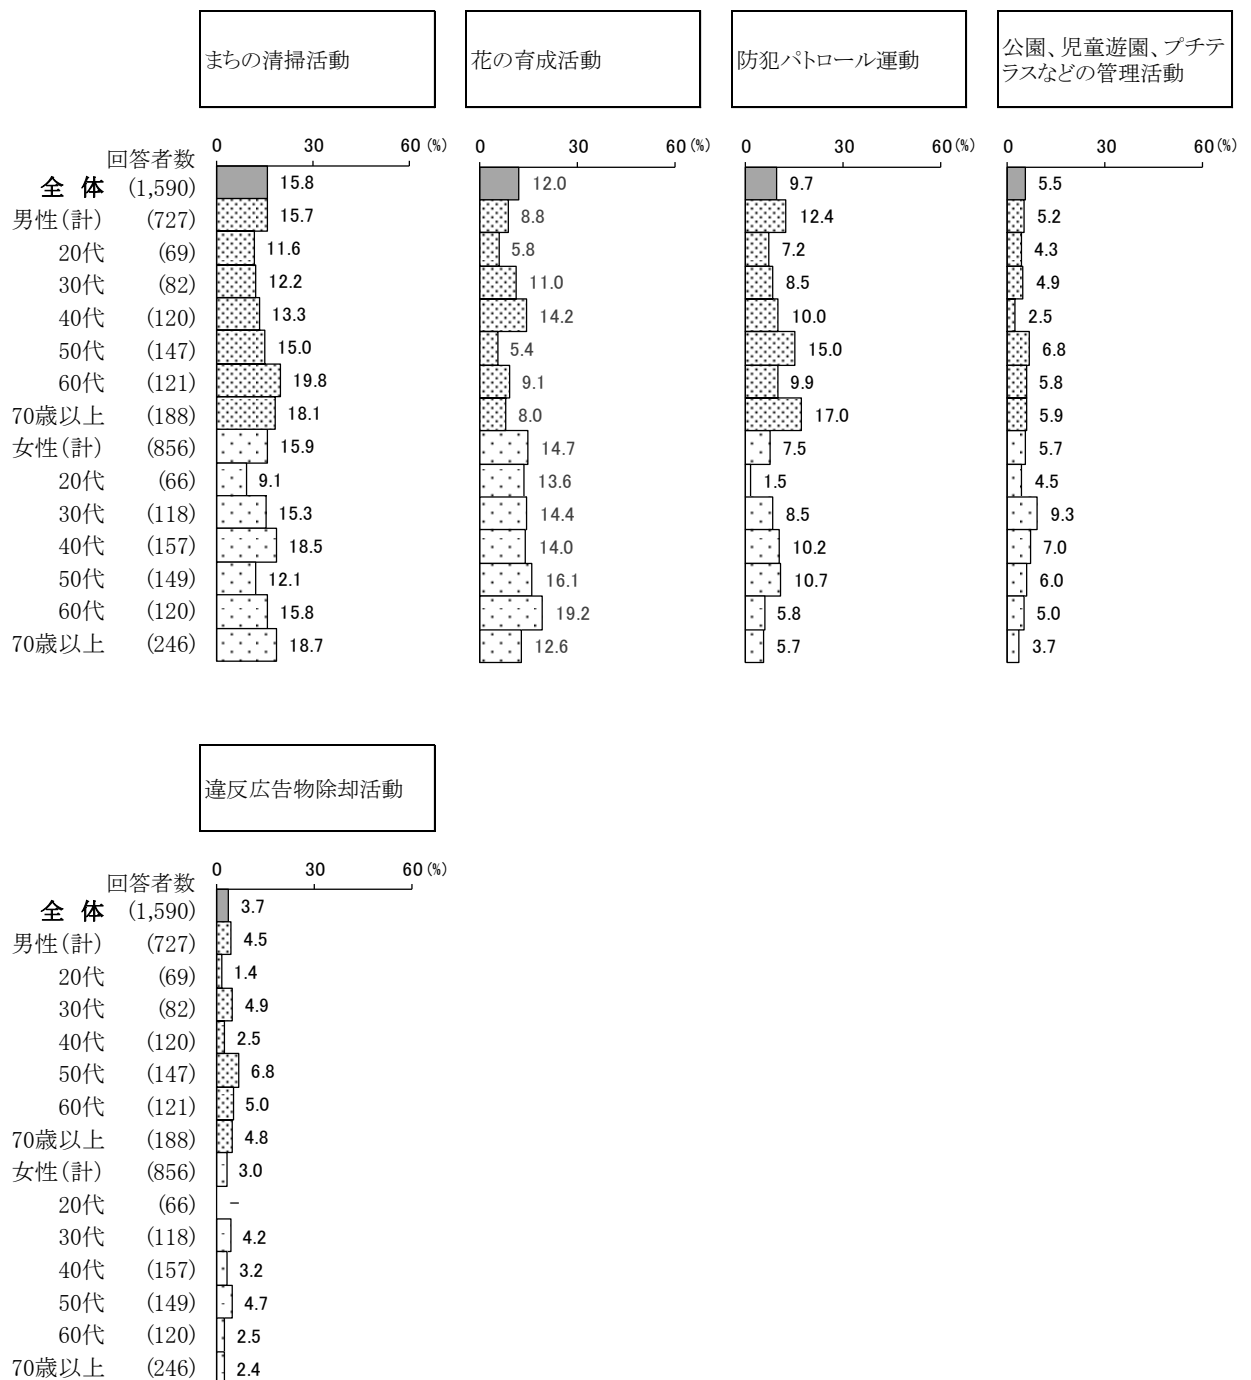 まちの清掃活動
花の育成活動
防犯パトロール運動
公園、児童遊園、プチテ
ラスなどの管理活動
0 30 60 (%) 0 30 60 (%) 0 30 60 (%) 0 30 60 (%)
回答者数
全 体 (1,590) 15.8 12.0 9.7 5.5
男性(計) (727) 15.7 8.8 12.4 5.2
20代 (69) 11.6 5.8 7.2 4.3
30代 (82) 12.2 11.0 8.5 4.9
40代 (120) 13.3 14.2 10.0 2.5
50代 (147) 15.0 5.4 15.0 6.8
60代 (121) 19.8 9.1 9.9 5.8
70歳以上 (188) 18.1 8.0 17.0 5.9
女性(計) (856) 15.9 14.7 7.5 5.7
20代 (66) 9.1 13.6 1.5 4.5
30代 (118) 15.3 14.4 8.5 9.3
40代 (157) 18.5 14.0 10.2 7.0
50代 (149) 12.1 16.1 10.7 6.0
60代 (120) 15.8 19.2 5.8 5.0
70歳以上 (246) 18.7 12.6 5.7 3.7
違反広告物除却活動
0 30 60 (%)
回答者数
全 体 (1,590) 3.7
男性(計) (727) 4.5
20代 (69) 1.4
30代 (82) 4.9
40代 (120) 2.5
50代 (147) 6.8
60代 (121) 5.0
70歳以上 (188) 4.8
女性(計) (856) 3.0
20代 (66) −
30代 (118) 4.2
40代 (157) 3.2
50代 (149) 4.7
60代 (120) 2.5
70歳以上 (246) 2.4